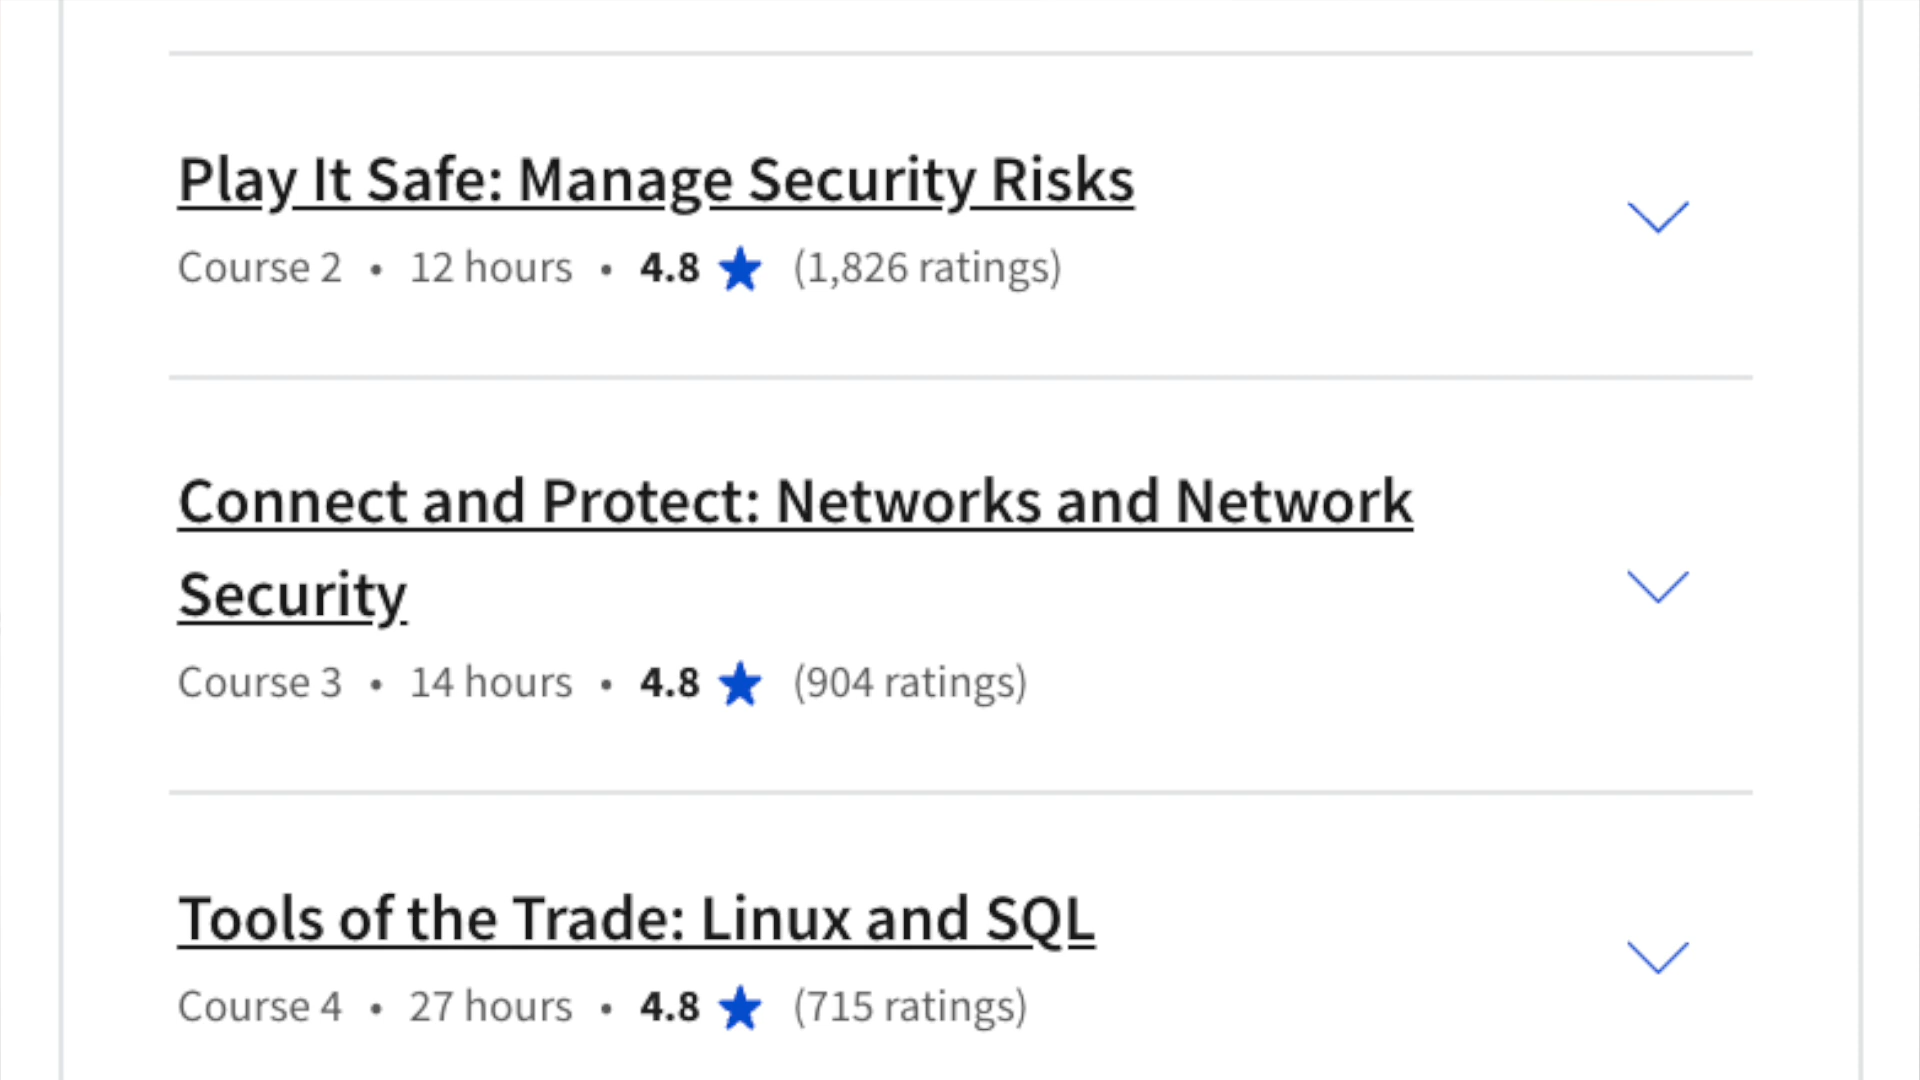 Play It Safe: Manage Security Risks
Course 2 • 12 hours • 4.8 ★ (1,826 ratings)
Connect and Protect: Networks and Network
Security
Course 3 • 14 hours • 4.8 ★ (904 ratings)
Tools of the Trade: Linux and SQL
Course 4 • 27 hours • 4.8 ★ (715 ratings)